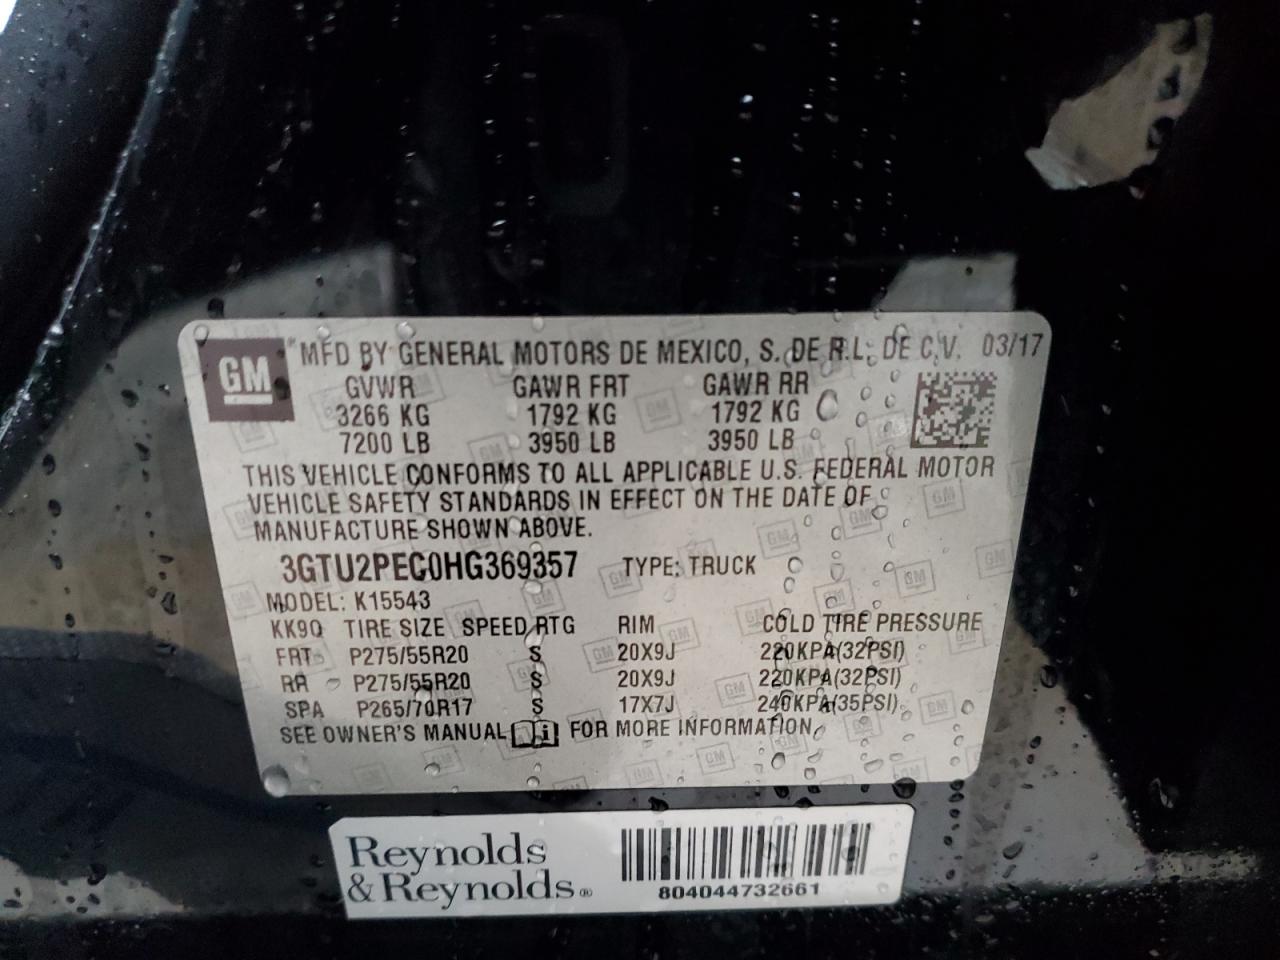 GM MFD BY GENERAL MOTORS DE MEXICO, S. DE R.L. DE C.V. 03/17
GVWR GAWR FRT GAWR RR
3266 KG 1792 KG 1792 KG
7200 LB 3950 LB 3950 LB
THIS VEHICLE CONFORMS TO ALL APPLICABLE U.S. FEDERAL MOTOR
VEHICLE SAFETY STANDARDS IN EFFECT ON THE DATE OF
MANUFACTURE SHOWN ABOVE.
3GTU2PEC0HG369357 TYPE: TRUCK
MODEL: K15543
KK9Q TIRE SIZE SPEED RTG RIM COLD TIRE PRESSURE
FRT P275/55R20 S 20X9J 220KPA(32PSI)
RR P275/55R20 S 20X9J 220KPA(32PSI)
SPA P265/70R17 S 17X7J 240KPA(35PSI)
SEE OWNER'S MANUAL FOR MORE INFORMATION
Reynolds
& Reynolds®
804044732661